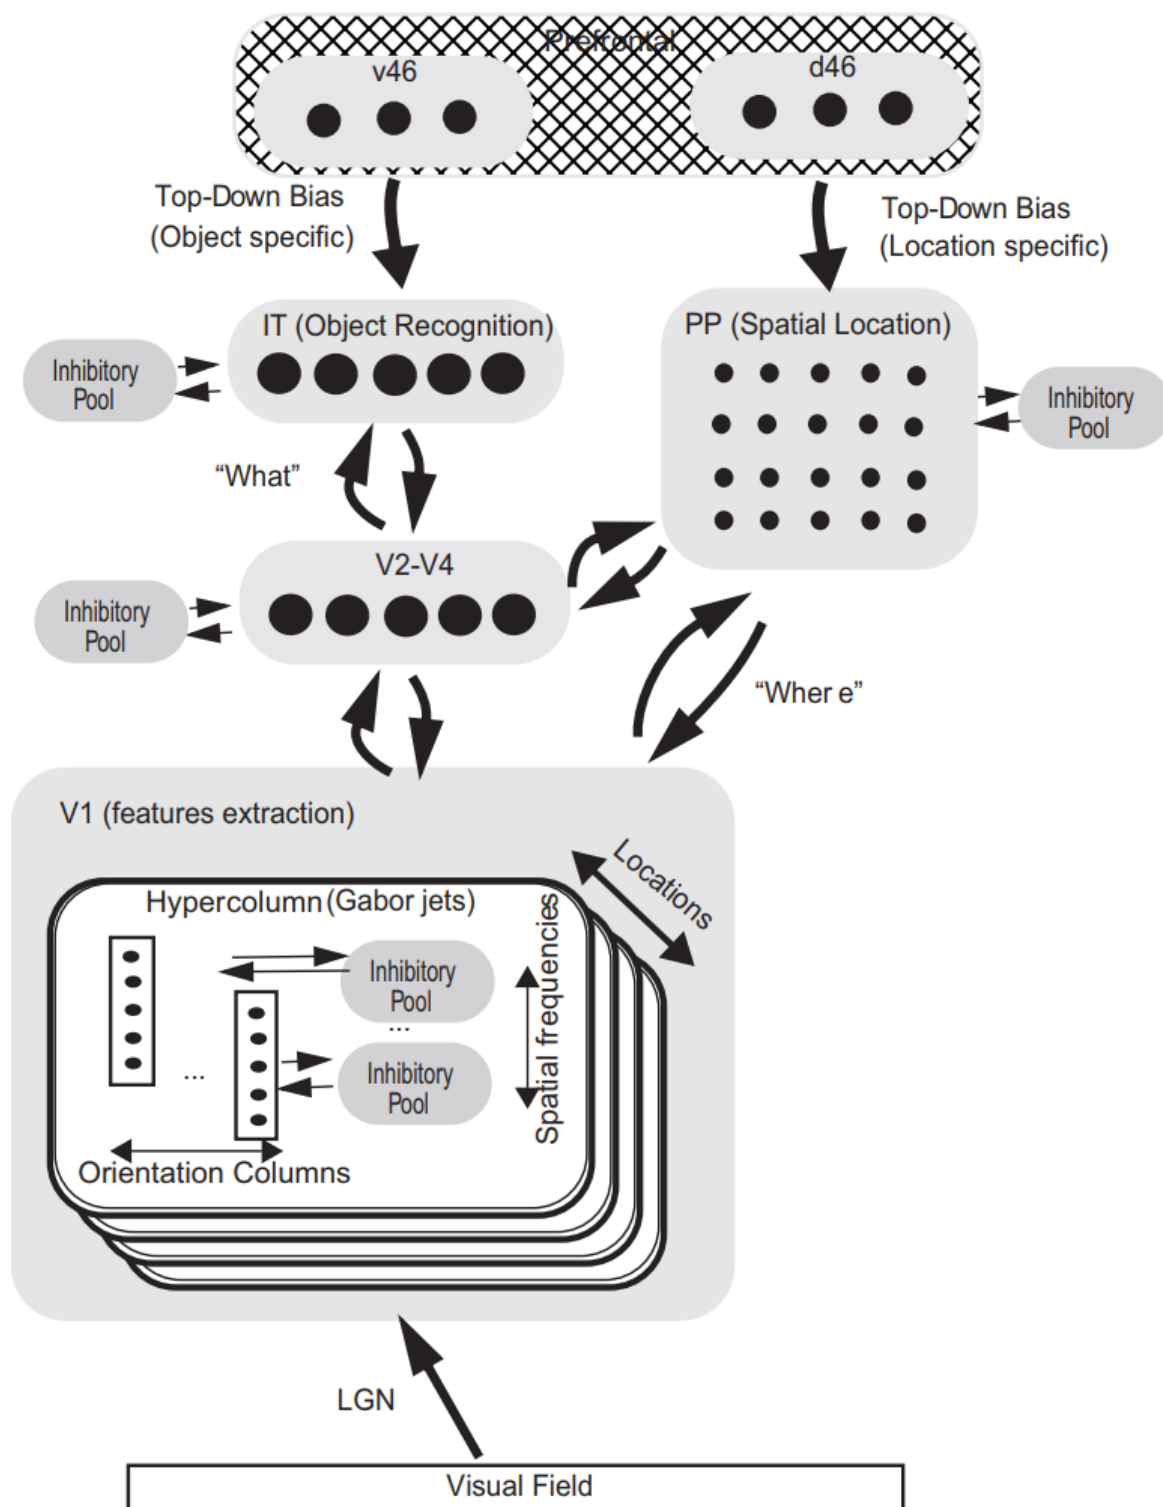 Prefrontal
v46
d46
Top-Down Bias
(Object specific)
Top-Down Bias
(Location specific)
IT (Object Recognition)
PP (Spatial Location)
Inhibitory
Pool
Inhibitory
Pool
“What”
V2-V4
Inhibitory
Pool
“Wher e”
V1 (features extraction)
Locations
Hypercolumn (Gabor jets)
Spatial frequencies
Inhibitory
Pool
...
...
Inhibitory
Pool
Orientation Columns
LGN
Visual Field